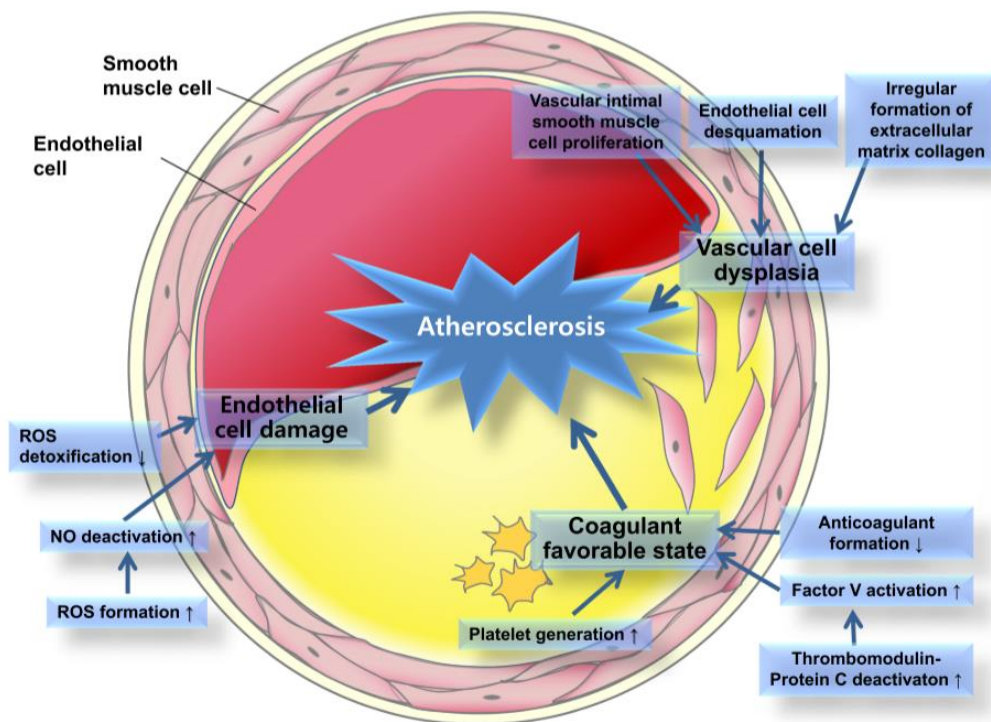 Smooth
muscle cell
Endothelial
cell
Vascular intimal
smooth muscle
cell proliferation
Endothelial cell
desquamation
Irregular
formation of
extracellular
matrix collagen
Vascular cell
dysplasia
Atherosclerosis
Endothelial
cell damage
ROS
detoxification ↓
NO deactivation ↑
ROS formation ↑
Coagulant
favorable state
Platelet generation ↑
Anticoagulant
formation ↓
Factor V activation ↑
Thrombomodulin-
Protein C deactivaton ↑